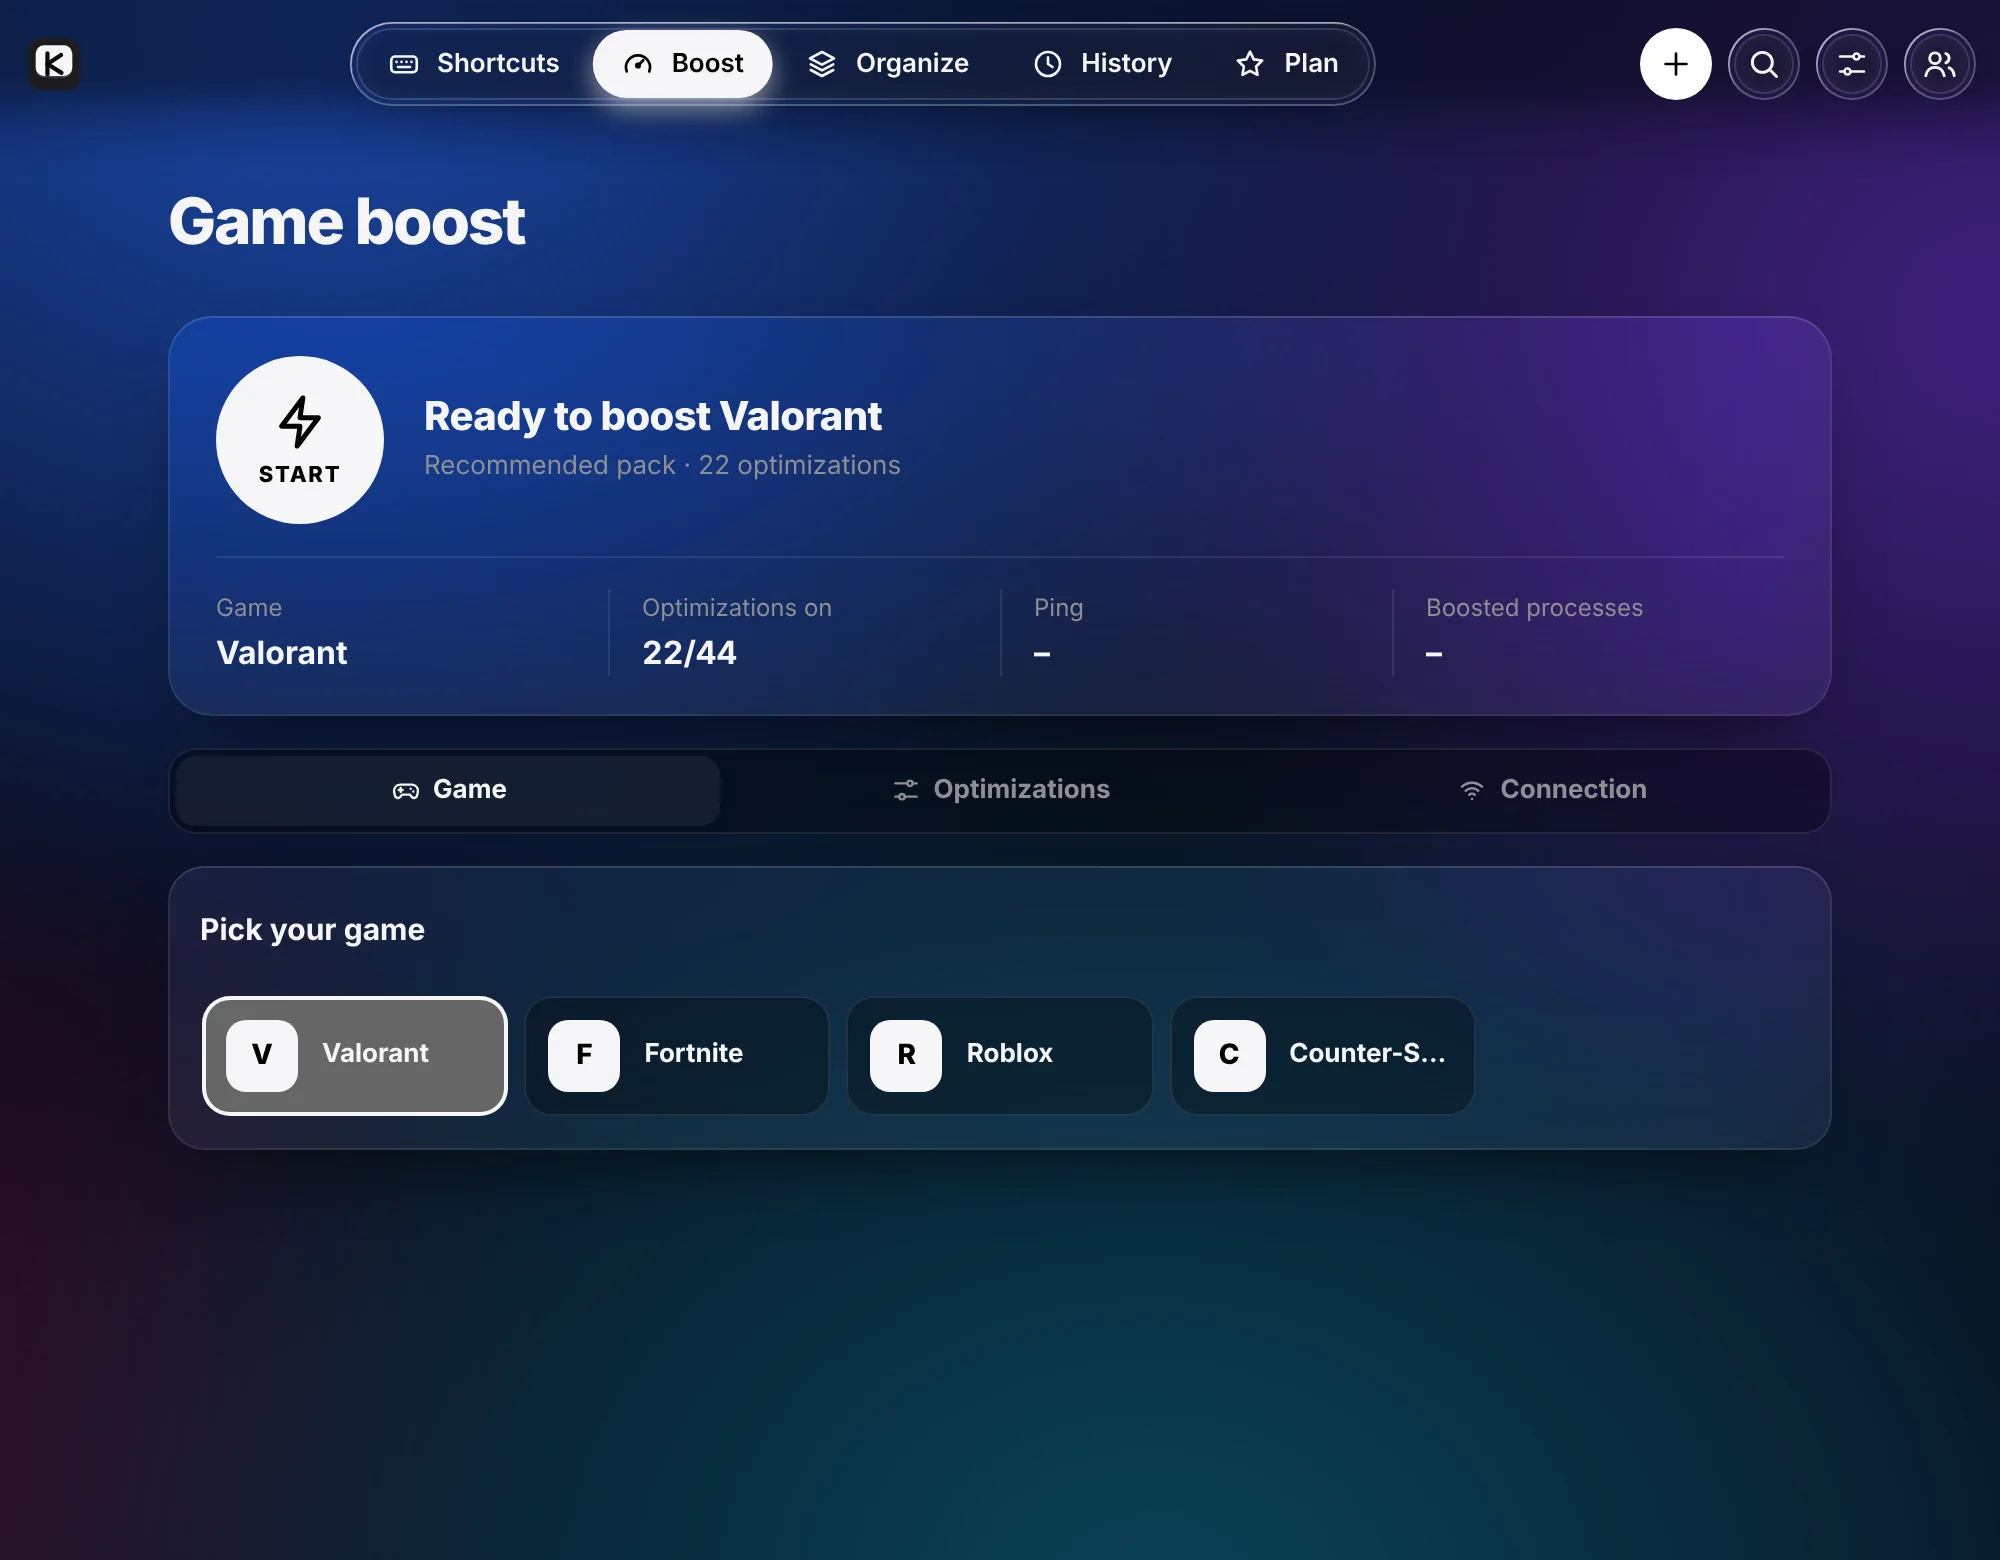 K
Shortcuts
Boost
Organize
History
Plan
Game boost
START
Ready to boost Valorant
Recommended pack · 22 optimizations
Game
Valorant
Optimizations on
22/44
Ping
–
Boosted processes
–
Game
Optimizations
Connection
Pick your game
V
Valorant
F
Fortnite
R
Roblox
C
Counter-S...